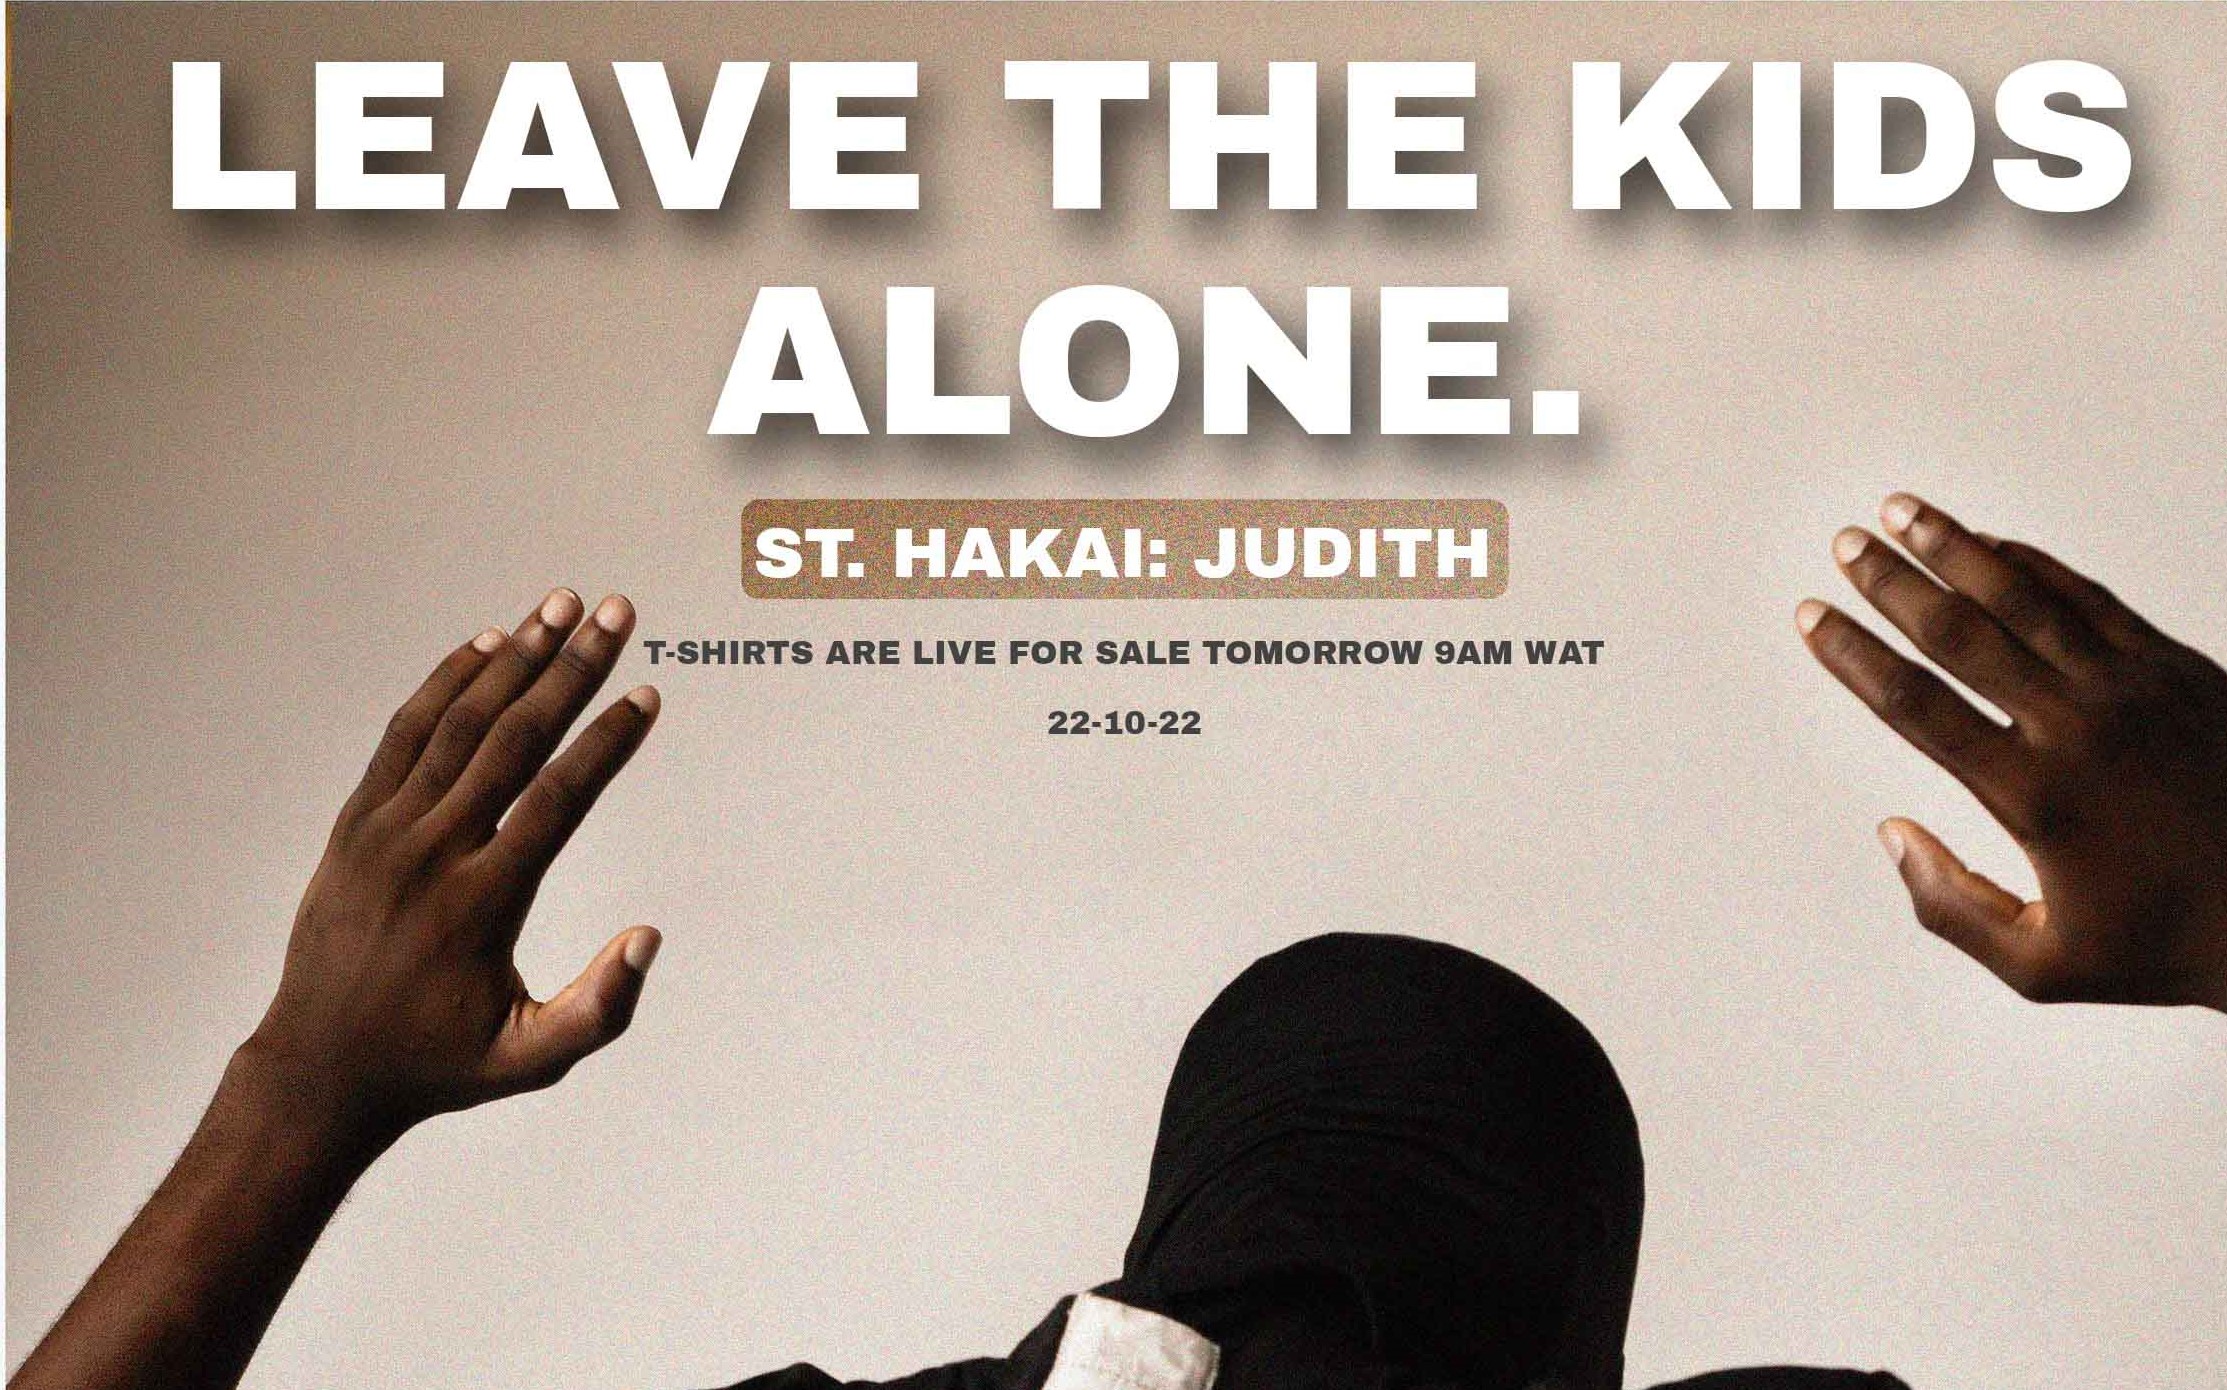 LEAVE THE KIDS
ALONE.
ST. HAKAI: JUDITH
T-SHIRTS ARE LIVE FOR SALE TOMORROW 9AM WAT
22-10-22